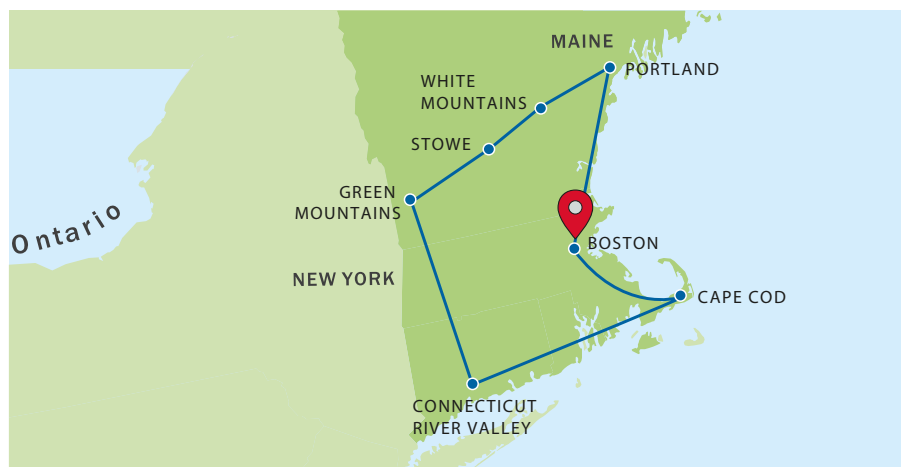 MAINE
PORTLAND
WHITE
MOUNTAINS
STOWE
GREEN
MOUNTAINS
Ontario
BOSTON
NEW YORK
CAPE COD
CONNECTICUT
RIVER VALLEY